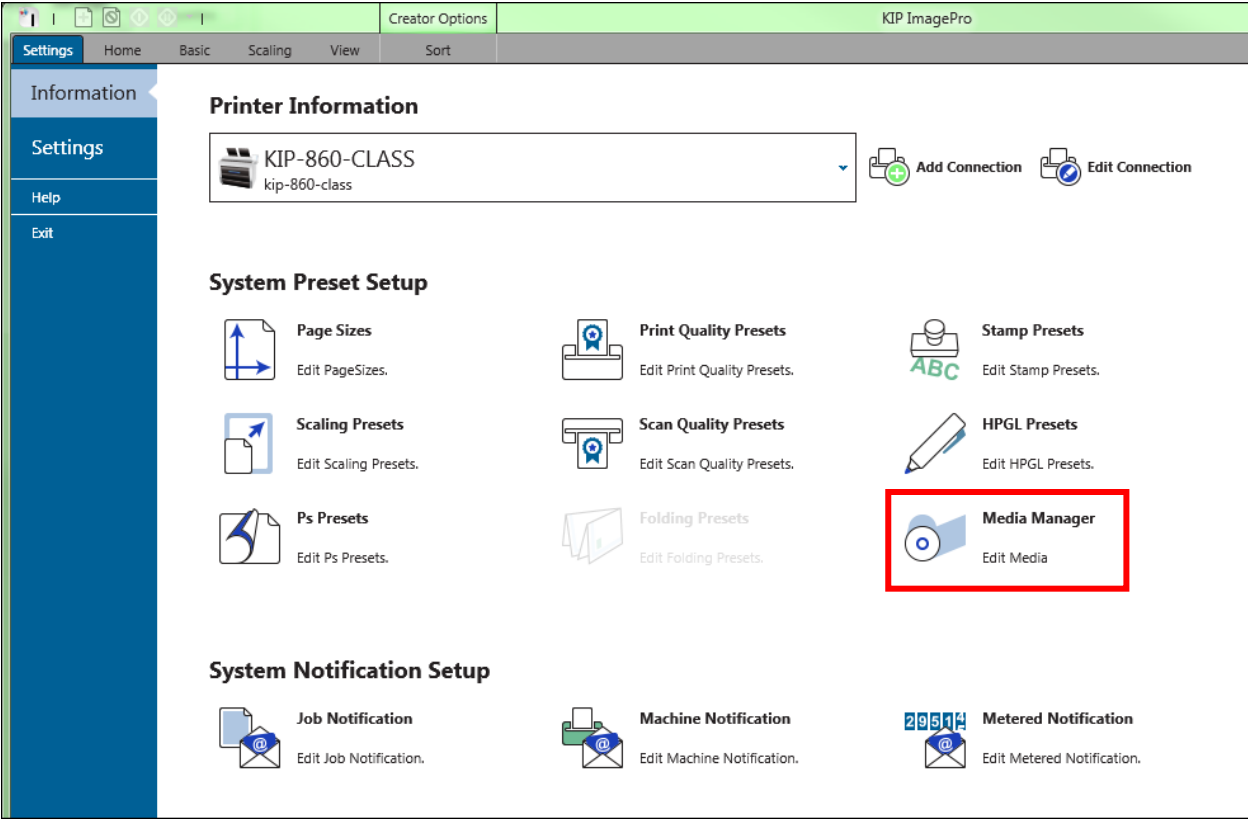 Creator Options
KIP ImagePro
Settings Home Basic Scaling View Sort
Information
Settings
Help
Exit
Printer Information
KIP-860-CLASS
kip-860-class
Add Connection
Edit Connection
System Preset Setup
Page Sizes
Edit PageSizes.
Print Quality Presets
Edit Print Quality Presets.
Stamp Presets
Edit Stamp Presets.
ABC
Scaling Presets
Edit Scaling Presets.
Scan Quality Presets
Edit Scan Quality Presets.
HPGL Presets
Edit HPGL Presets.
Ps Presets
Edit Ps Presets.
Folding Presets
Edit Folding Presets.
Media Manager
Edit Media
System Notification Setup
Job Notification
Edit Job Notification.
@
Machine Notification
Edit Machine Notification.
@
Metered Notification
Edit Metered Notification.
2951
@